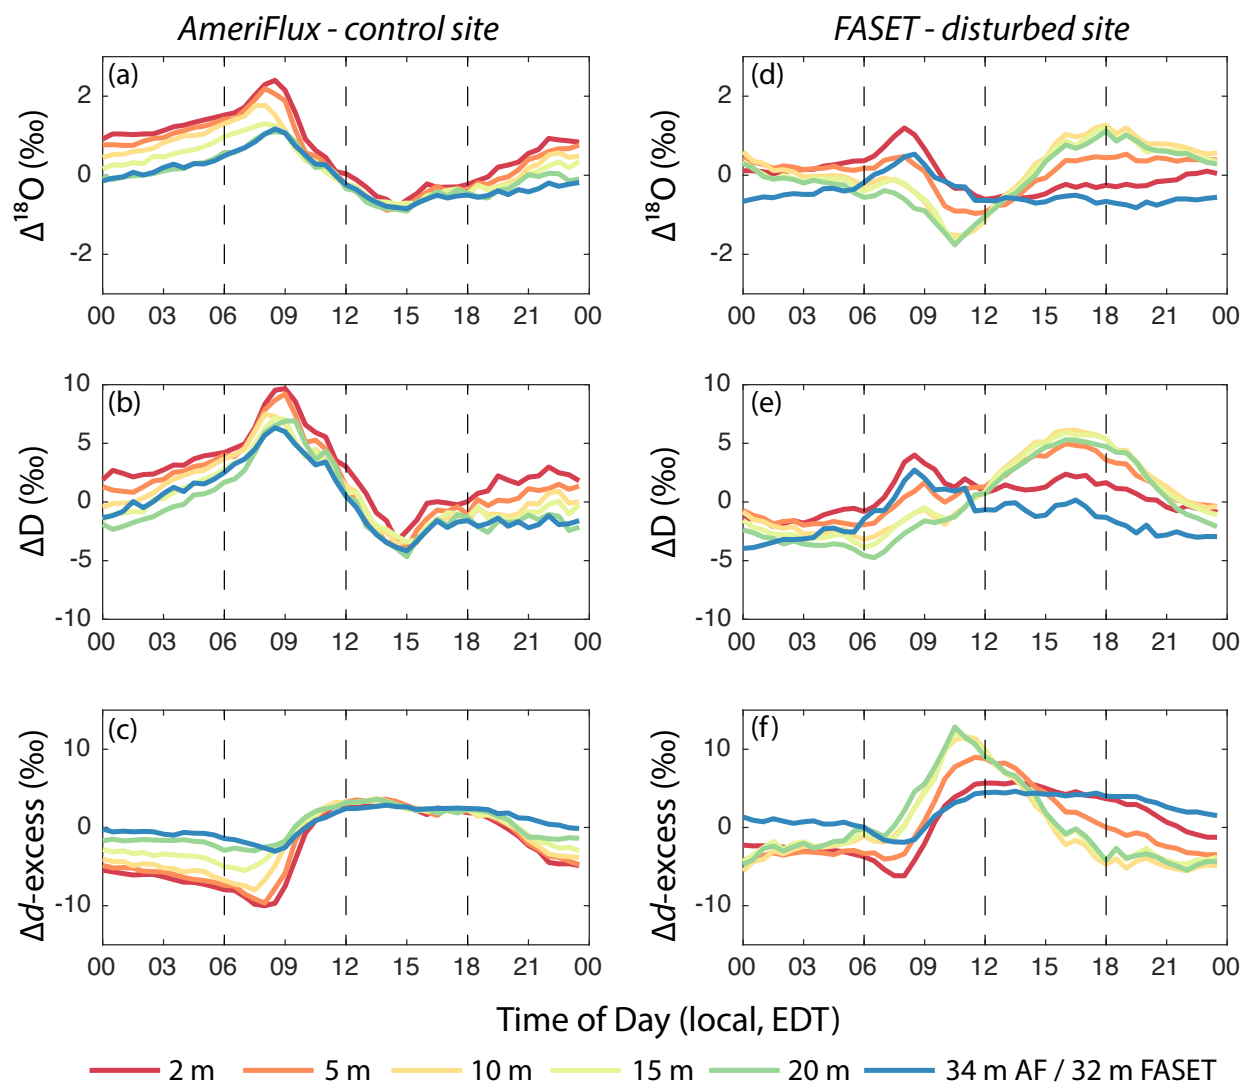 AmeriFlux - control site
FASET - disturbed site
(a)
Δ¹⁸O (‰)
2
0
-2
00 03 06 09 12 15 18 21 00
(d)
Δ¹⁸O (‰)
2
0
-2
00 03 06 09 12 15 18 21 00
(b)
ΔD (‰)
10
5
0
-5
-10
00 03 06 09 12 15 18 21 00
(e)
ΔD (‰)
10
5
0
-5
-10
00 03 06 09 12 15 18 21 00
(c)
Δd-excess (‰)
10
0
-10
00 03 06 09 12 15 18 21 00
(f)
Δd-excess (‰)
10
0
-10
00 03 06 09 12 15 18 21 00
Time of Day (local, EDT)
2 m 5 m 10 m 15 m 20 m 34 m AF / 32 m FASET